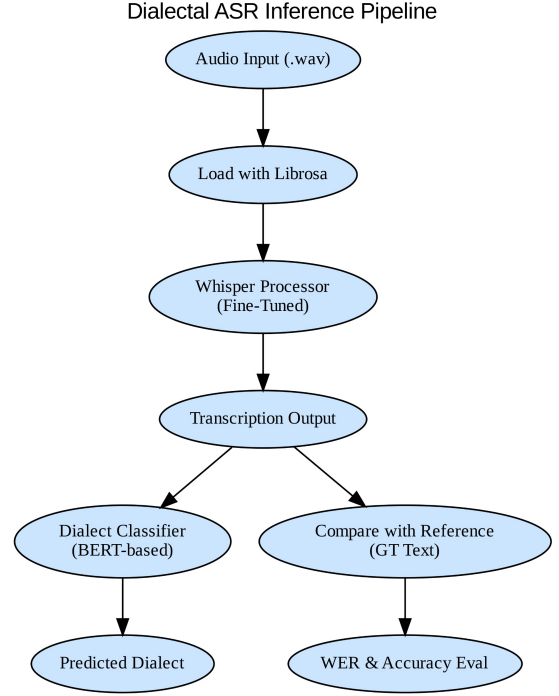 Dialectal ASR Inference Pipeline
Audio Input (.wav)
Load with Librosa
Whisper Processor
(Fine-Tuned)
Transcription Output
Dialect Classifier
(BERT-based)
Compare with Reference
(GT Text)
Predicted Dialect
WER & Accuracy Eval